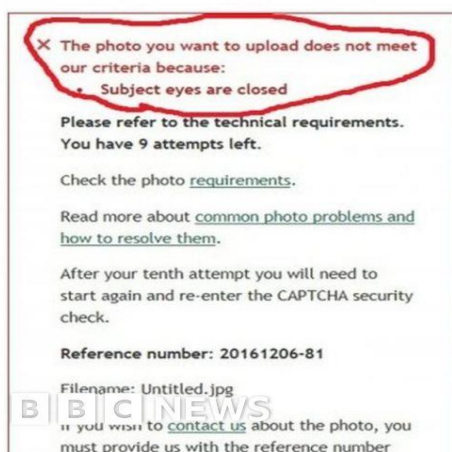 X The photo you want to upload does not meet
our criteria because:
• Subject eyes are closed
Please refer to the technical requirements.
You have 9 attempts left.
Check the photo requirements.
Read more about common photo problems and
how to resolve them.
After your tenth attempt you will need to
start again and re-enter the CAPTCHA security
check.
Reference number: 20161206-81
Filename: Untitled.jpg
BBC NEWS
If you wish to contact us about the photo, you
must provide us with the reference number